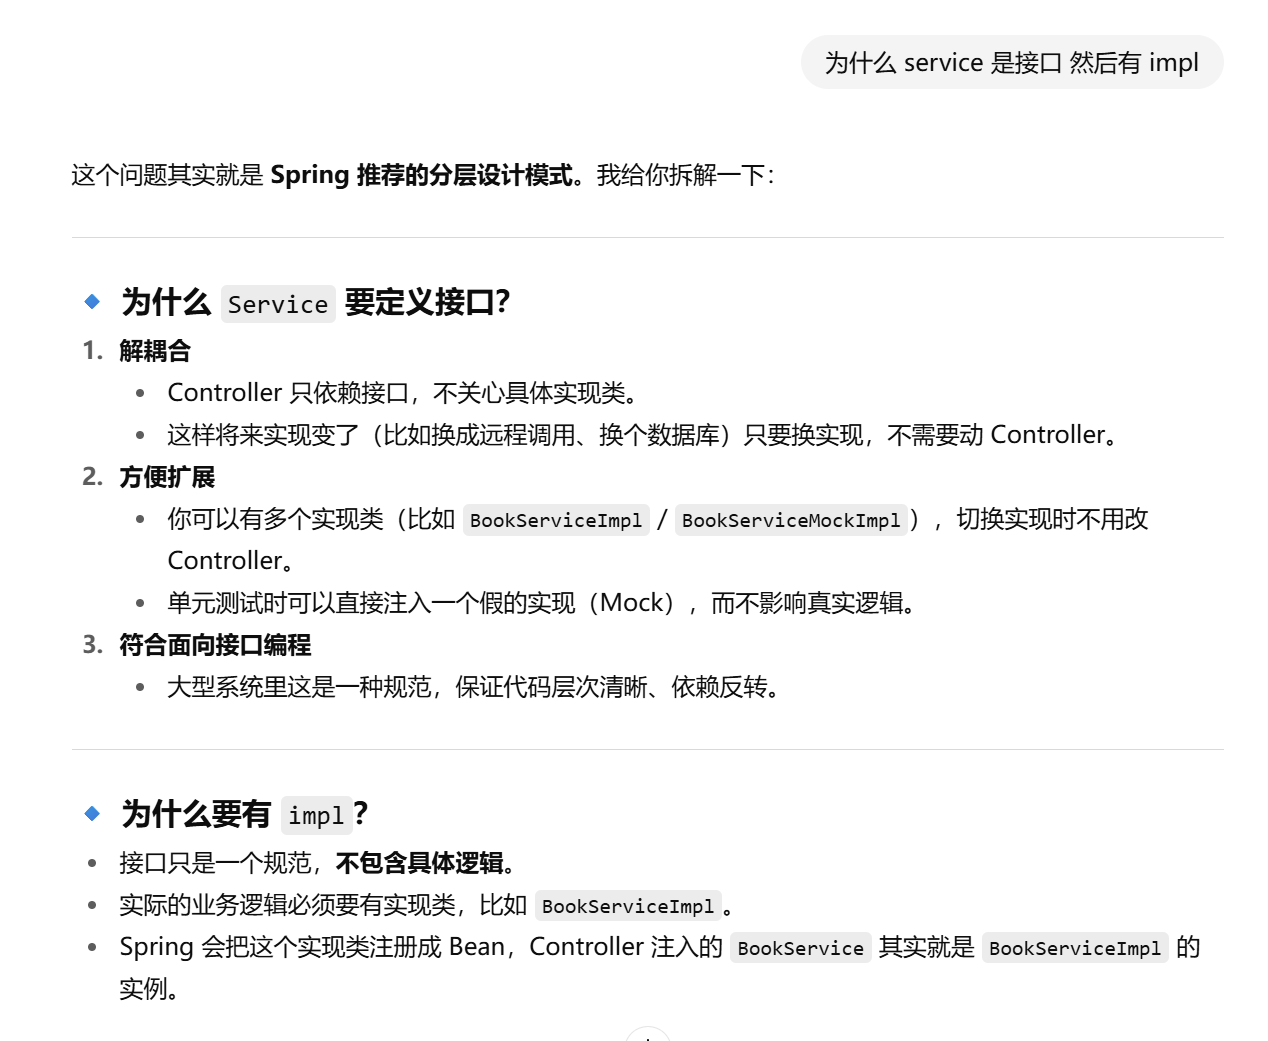 为什么 service 是接口 然后有 impl
这个问题其实就是 Spring 推荐的分层设计模式。我给你拆解一下：
为什么 Service 要定义接口？
1. 解耦合
• Controller 只依赖接口，不关心具体实现类。
• 这样将来实现变了（比如换成远程调用、换个数据库）只要换实现，不需要动 Controller。
2. 方便扩展
• 你可以有多个实现类（比如 BookServiceImpl / BookServiceMockImpl），切换实现时不用改
Controller。
• 单元测试时可以直接注入一个假的实现（Mock），而不影响真实逻辑。
3. 符合面向接口编程
• 大型系统里这是一种规范，保证代码层次清晰、依赖反转。
为什么要有 impl？
• 接口只是一个规范，不包含具体逻辑。
• 实际的业务逻辑必须要有实现类，比如 BookServiceImpl。
• Spring 会把这个实现类注册成 Bean，Controller 注入的 BookService 其实就是 BookServiceImpl 的
实例。